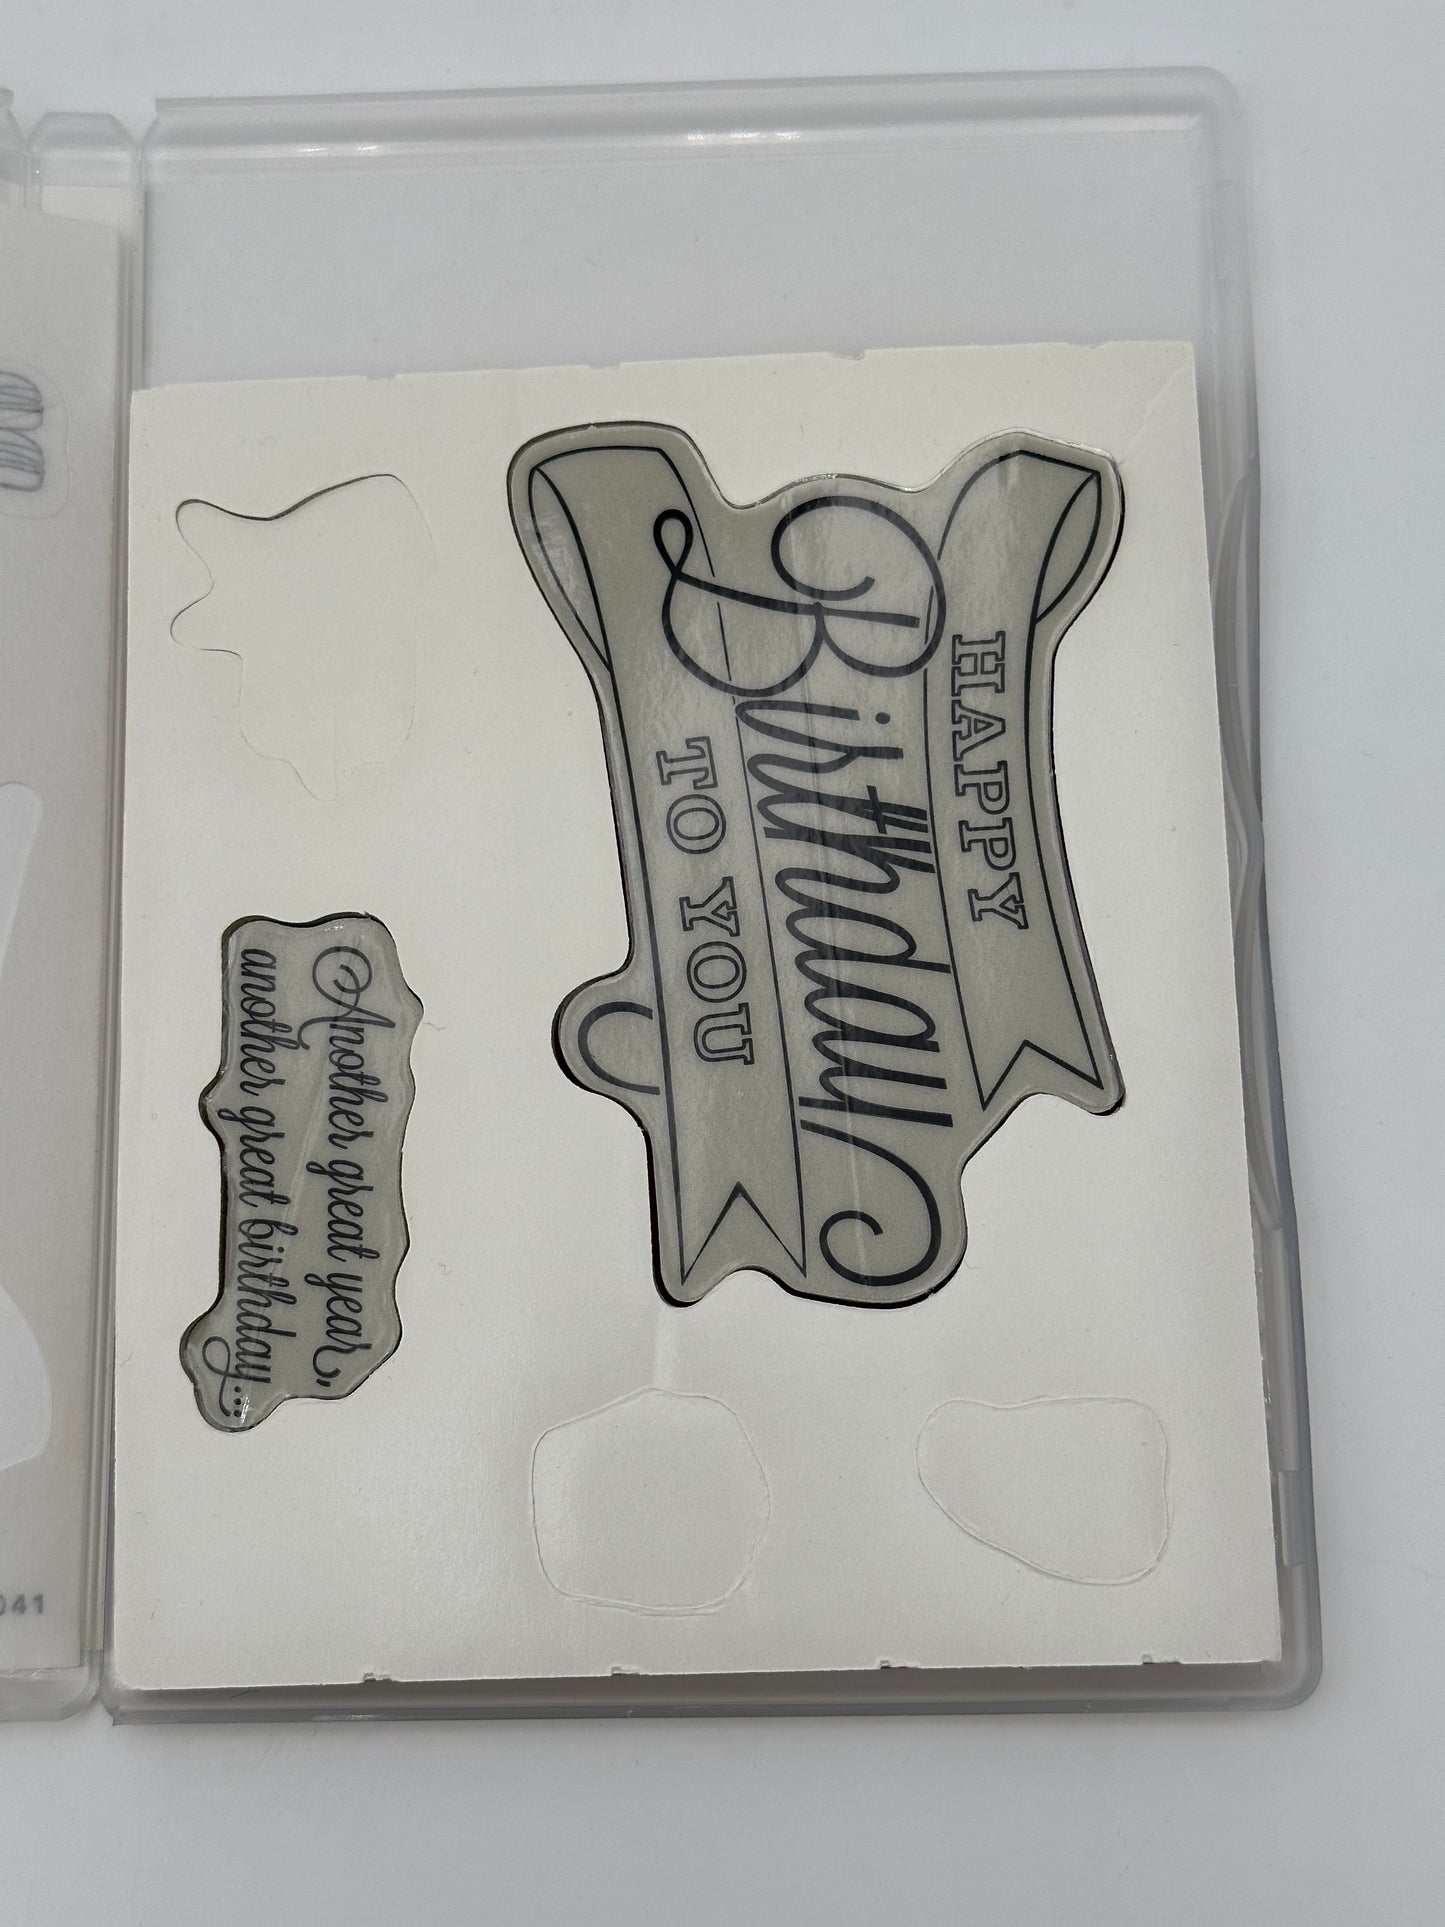 HAPPY
Birthday
TO YOU
Another great year,
another great birthday...
041